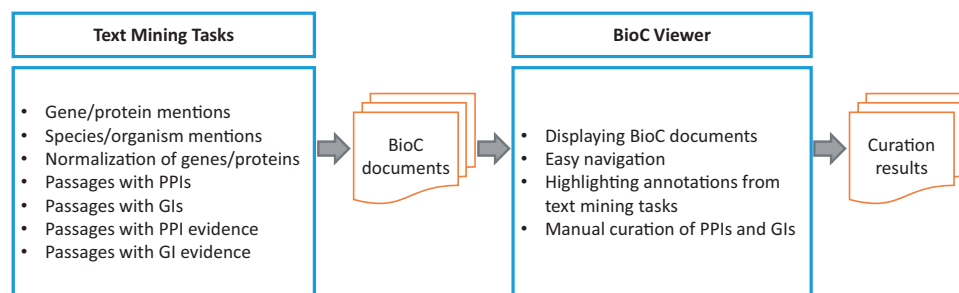 Text Mining Tasks
• Gene/protein mentions
• Species/organism mentions
• Normalization of genes/proteins
• Passages with PPIs
• Passages with GIs
• Passages with PPI evidence
• Passages with GI evidence
BioC
documents
BioC Viewer
• Displaying BioC documents
• Easy navigation
• Highlighting annotations from
text mining tasks
• Manual curation of PPIs and GIs
Curation
results